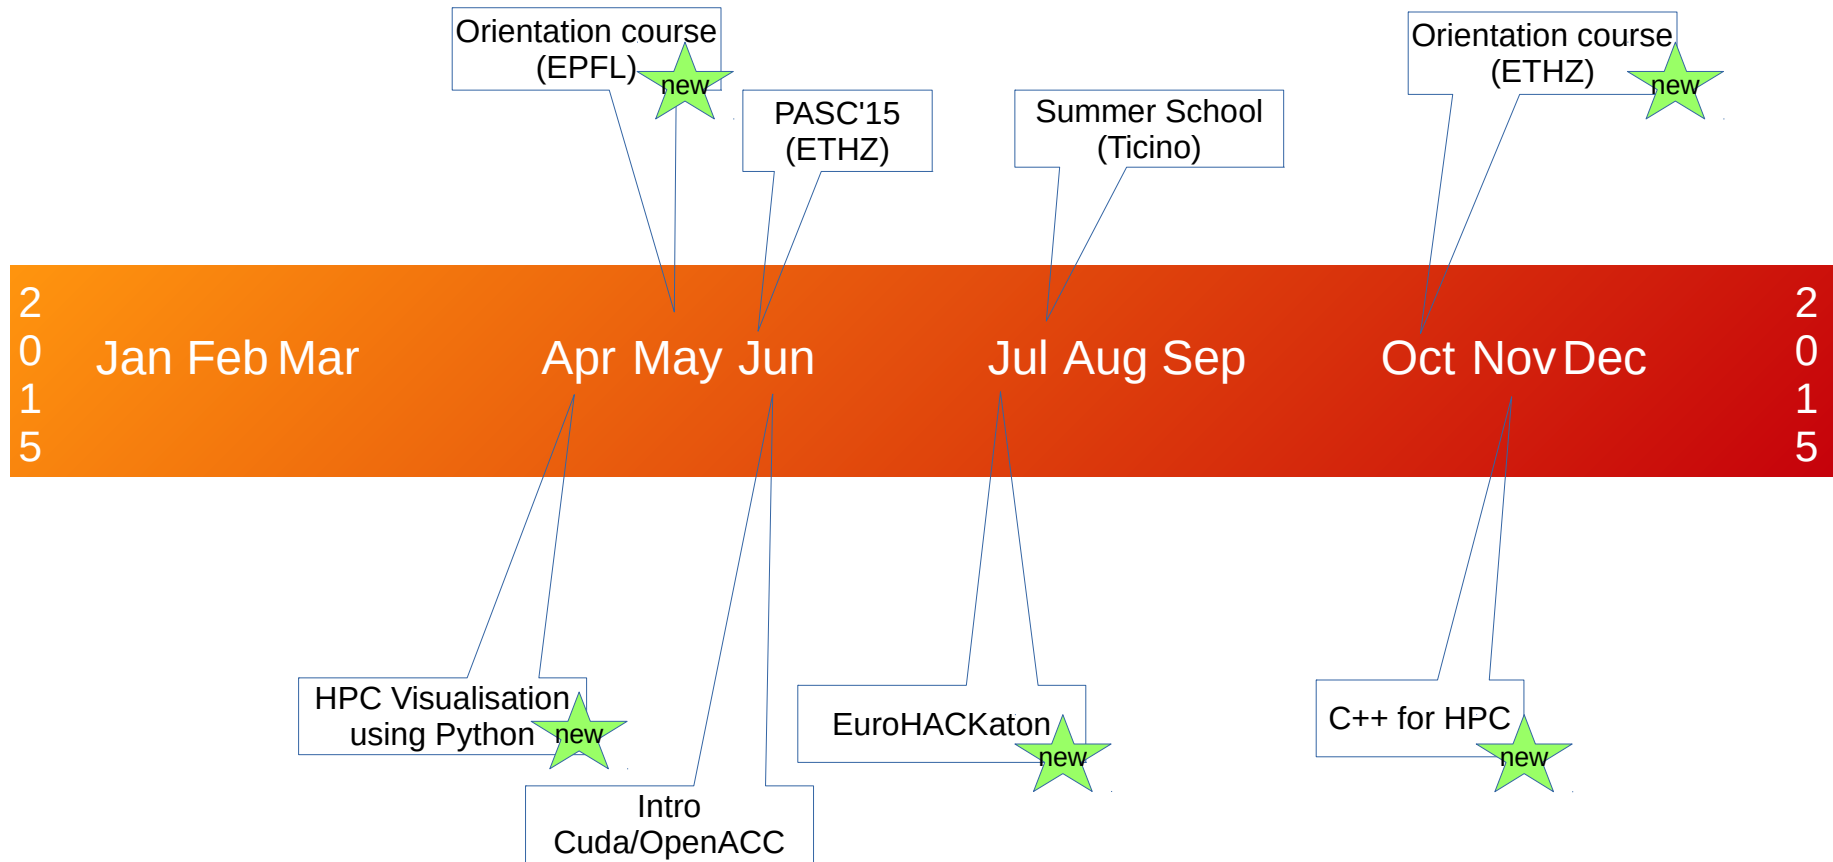 Orientation course
(EPFL)
new
PASC'15
(ETHZ)
Summer School
(Ticino)
Orientation course
(ETHZ)
new
2
0
1
5
Jan Feb Mar
Apr May Jun
Jul Aug Sep
Oct Nov Dec
2
0
1
5
HPC Visualisation
using Python
new
Intro
Cuda/OpenACC
EuroHACKaton
new
C++ for HPC
new